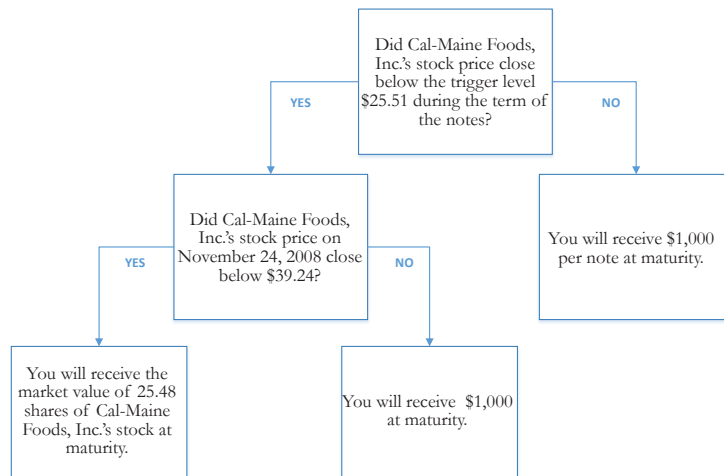 Did Cal-Maine Foods,
Inc.'s stock price close
below the trigger level
$25.51 during the term of
the notes?
YES
NO
Did Cal-Maine Foods,
Inc.'s stock price on
November 24, 2008 close
below $39.24?
You will receive $1,000
per note at maturity.
YES
NO
You will receive the
market value of 25.48
shares of Cal-Maine
Foods, Inc.'s stock at
maturity.
You will receive $1,000
at maturity.